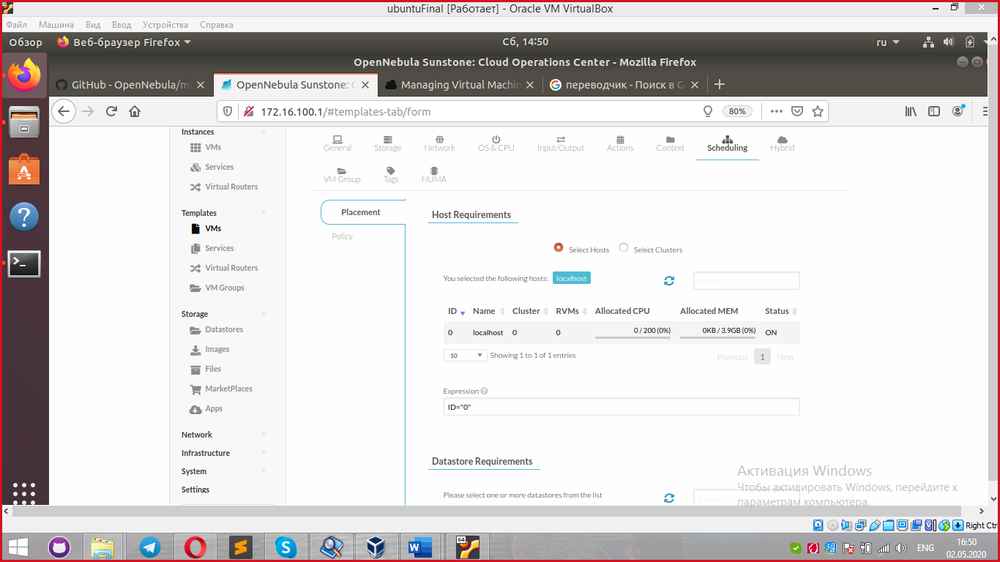 ubuntuFinal [Работает] - Oracle VM VirtualBox
Файл Машина Вид Ввод Устройства Справка
Обзор Веб-браузер Firefox Сб, 14:50 ru
OpenNebula Sunstone: Cloud Operations Center - Mozilla Firefox
GitHub - OpenNebula/mi OpenNebula Sunstone: C Managing Virtual Machin переводчик - Поиск в G
172.16.100.1/#templates-tab/form 80%
Instances
VMs
Services
Virtual Routers
Templates
VMs
Services
Virtual Routers
VM Groups
Storage
Datastores
Images
Files
MarketPlaces
Apps
Network
Infrastructure
System
Settings
General Storage Network OS & CPU Input/Output Actions Context Scheduling Hybrid
VM Group Tags NUMA
Placement
Policy
Host Requirements
Select Hosts Select Clusters
You selected the following hosts: localhost Search
ID Name Cluster RVMs Allocated CPU Allocated MEM Status
0 localhost 0 0 0 / 200 (0%) 0KB / 3.9GB (0%) ON
10 Showing 1 to 1 of 1 entries Previous 1 Next
Expression
ID="0"
Datastore Requirements
Please select one or more datastores from the list Search
Активация Windows
Чтобы активировать Windows, перейдите к
параметрам компьютера.
Right Ctrl
64 ENG 16:50
02.05.2020